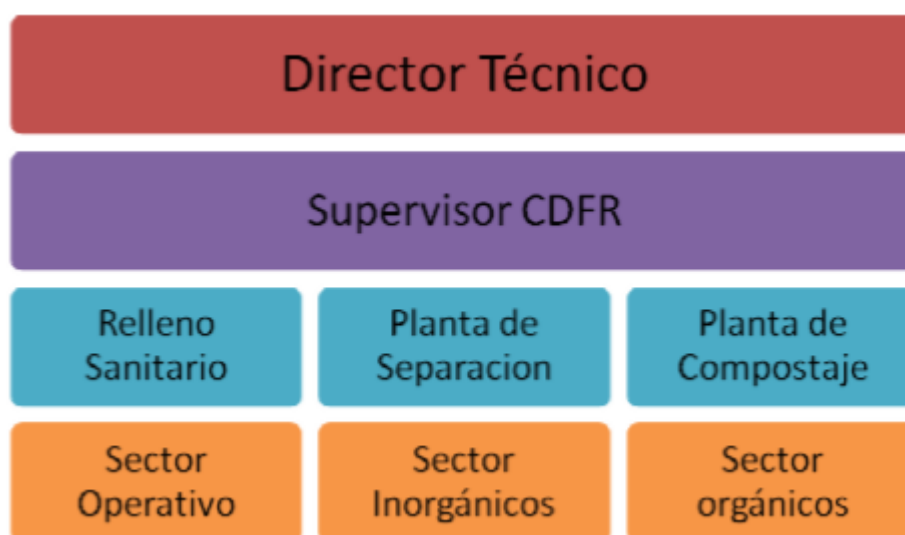 Director Técnico
Supervisor CDFR
Relleno
Sanitario
Planta de
Separacion
Planta de
Compostaje
Sector
Operativo
Sector
Inorgánicos
Sector
orgánicos